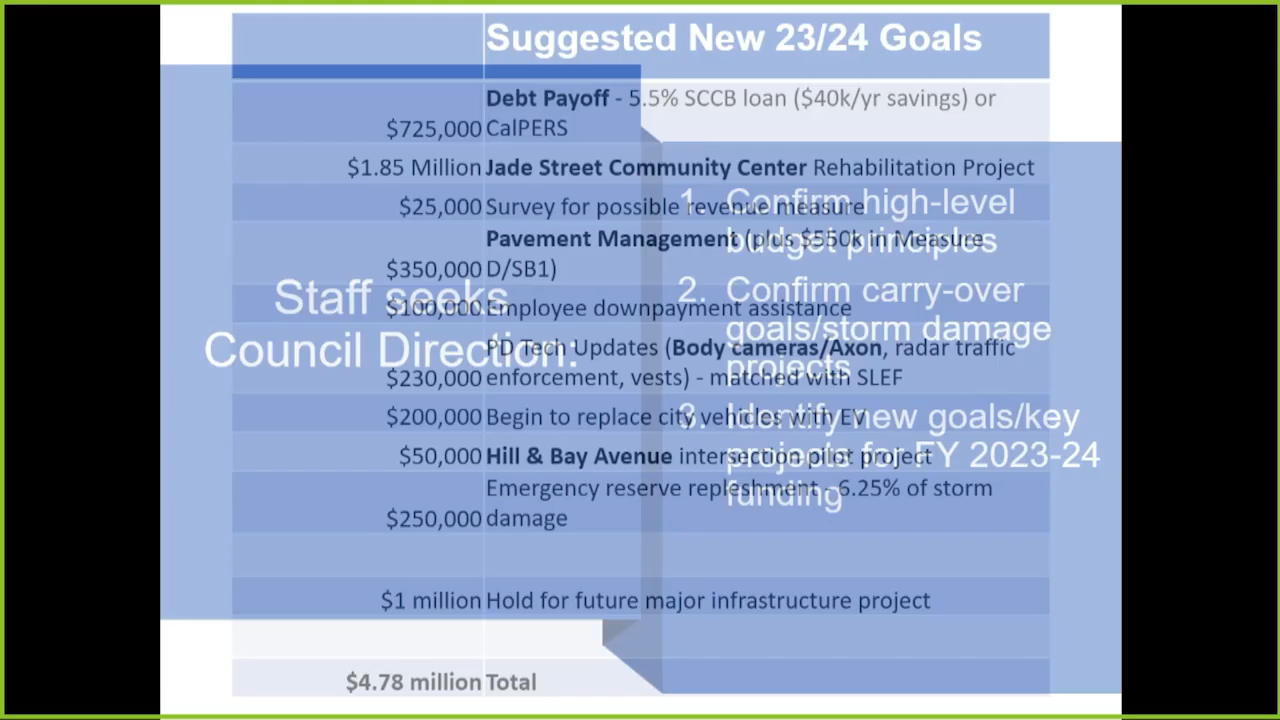 Suggested New 23/24 Goals
Debt Payoff - 5.5% SCCB loan ($40k/yr savings) or
$725,000 CalPERS
$1.85 Million Jade Street Community Center Rehabilitation Project
$25,000 Survey for possible revenue measure
Pavement Management (plus $550k in Measure
$350,000 D/SB1)
$100,000 Employee downpayment assistance
PD Tech Updates (Body cameras/Axon, radar traffic
$230,000 enforcement, vests) - matched with SLEF
$200,000 Begin to replace city vehicles with EV
$50,000 Hill & Bay Avenue intersection pilot project
Emergency reserve repleshment - 6.25% of storm
$250,000 damage
$1 million Hold for future major infrastructure project
$4.78 million Total
Staff seeks
Council Direction:
1. Confirm high-level
budget principles
2. Confirm carry-over
goals/storm damage
projects
3. Identify new goals/key
projects for FY 2023-24
funding